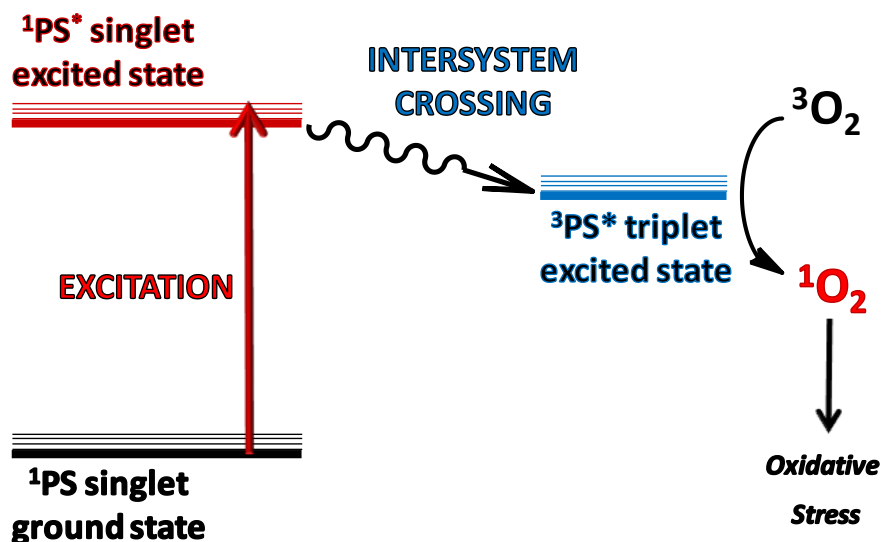 ¹PS* singlet
excited state
INTERSYSTEM
CROSSING
³O₂
³PS* triplet
excited state
EXCITATION
¹O₂
Oxidative
Stress
¹PS singlet
ground state